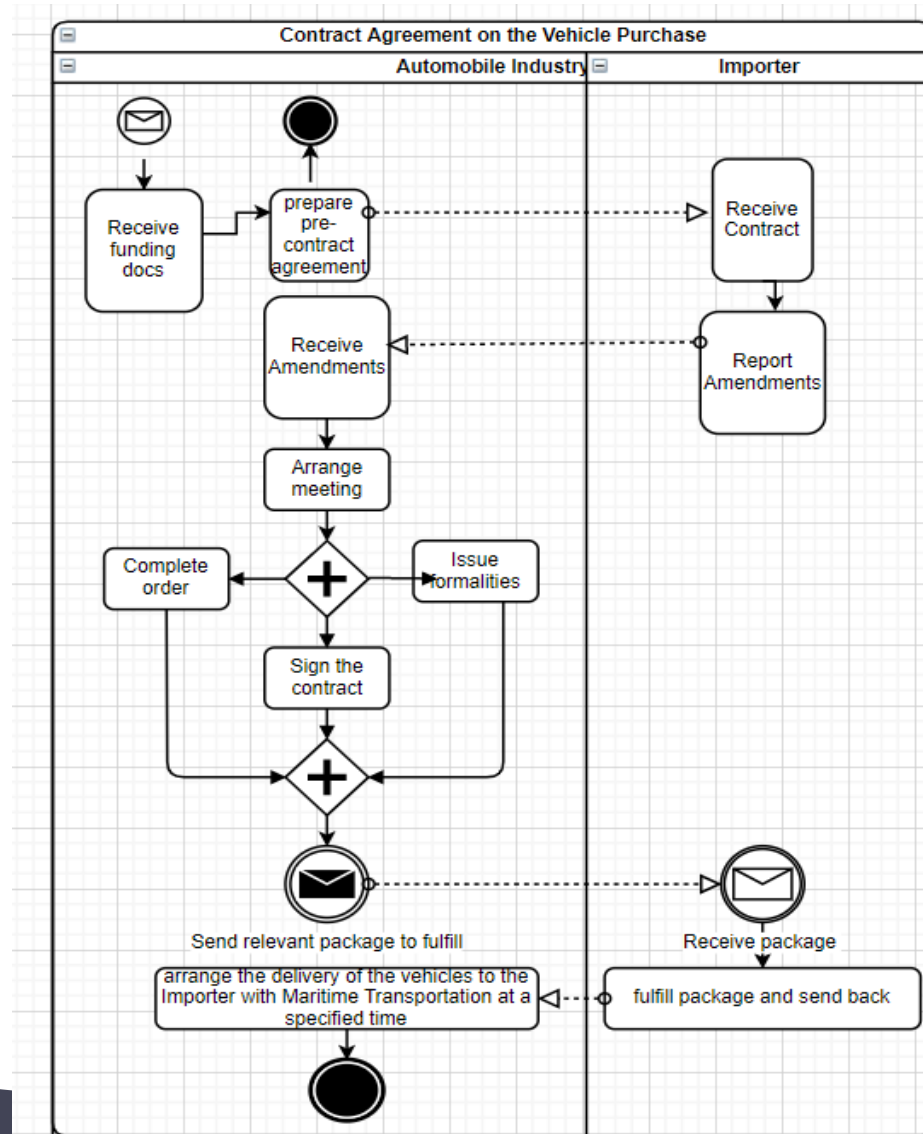 Contract Agreement on the Vehicle Purchase
Automobile Industry
Importer
Receive
funding
docs
prepare
pre-
contract
agreement
Receive
Contract
Receive
Amendments
Report
Amendments
Arrange
meeting
Complete
order
Issue
formalities
Sign the
contract
Send relevant package to fulfill
Receive package
arrange the delivery of the vehicles to the
Importer with Maritime Transportation at a
specified time
fulfill package and send back